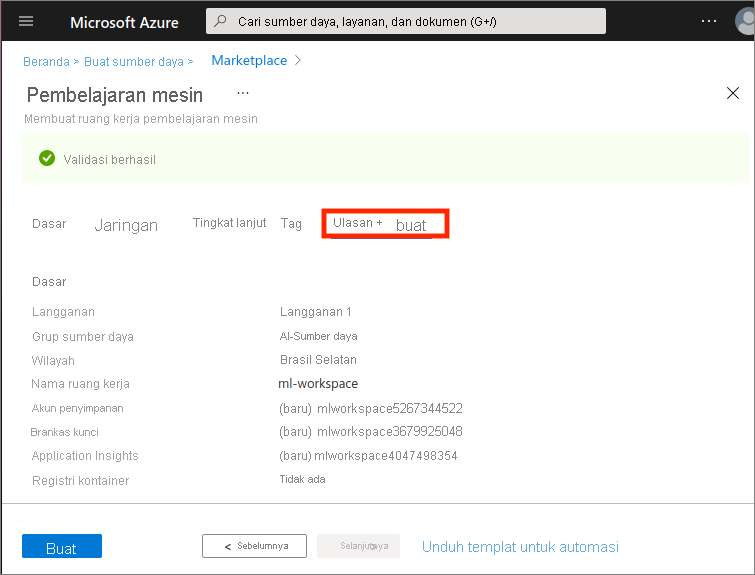 Microsoft Azure Cari sumber daya, layanan, dan dokumen (G+/) ...
Beranda > Buat sumber daya > Marketplace >
Pembelajaran mesin ...
Membuat ruang kerja pembelajaran mesin
Validasi berhasil
Dasar Jaringan Tingkat lanjut Tag Ulasan + buat
Dasar
Langganan Langganan 1
Grup sumber daya AI-Sumber daya
Wilayah Brasil Selatan
Nama ruang kerja ml-workspace
Akun penyimpanan (baru) mlworkspace5267344522
Brankas kunci (baru) mlworkspace3679925048
Application Insights (baru) mlworkspace4047498354
Registri kontainer Tidak ada
Buat < Sebelumnya Selanjutnya > Unduh templat untuk automasi